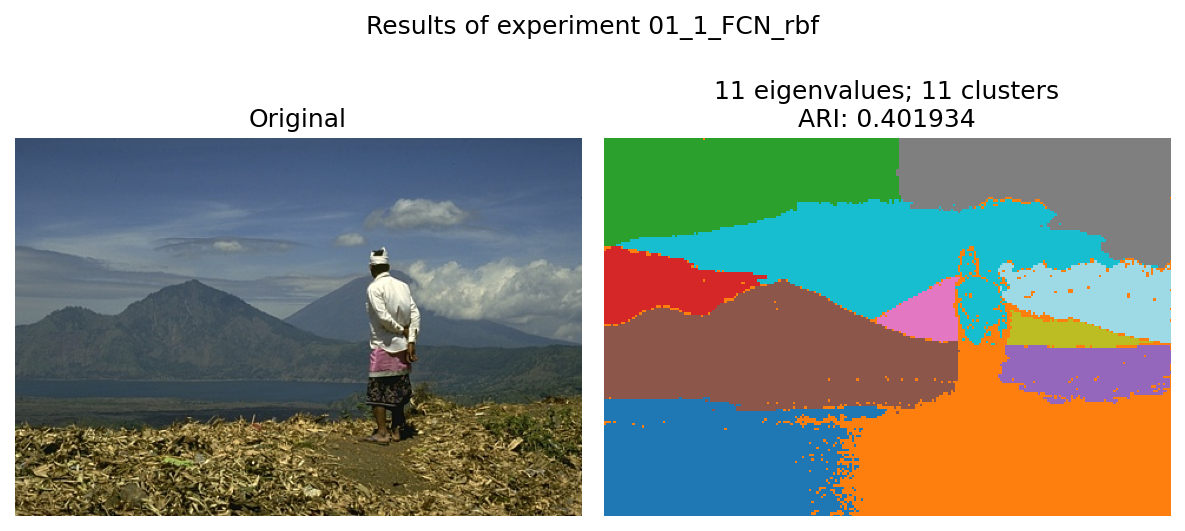 Results of experiment 01_1_FCN_rbf
Original
11 eigenvalues; 11 clusters
ARI: 0.401934